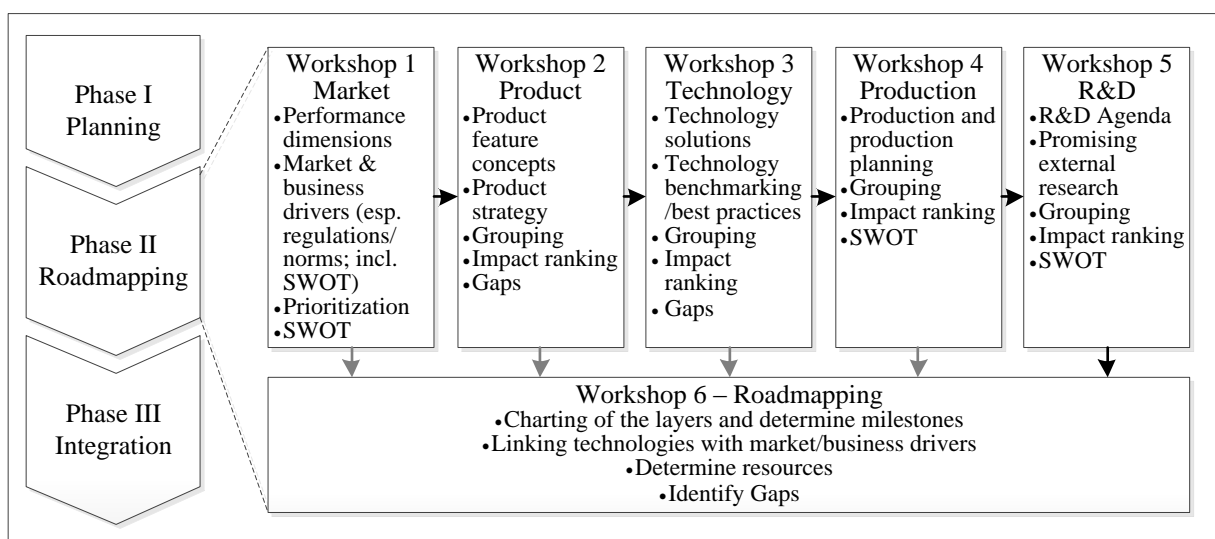 Phase I
Planning
Phase II
Roadmapping
Phase III
Integration
Workshop 1
Market
•Performance
dimensions
•Market &
business
drivers (esp.
regulations/
norms; incl.
SWOT)
•Prioritization
•SWOT
Workshop 2
Product
•Product
feature
concepts
•Product
strategy
•Grouping
•Impact ranking
•Gaps
Workshop 3
Technology
•Technology
solutions
•Technology
benchmarking
/best practices
•Grouping
•Impact
ranking
•Gaps
Workshop 4
Production
•Production and
production
planning
•Grouping
•Impact ranking
•SWOT
Workshop 5
R&D
•R&D Agenda
•Promising
external
research
•Grouping
•Impact ranking
•SWOT
Workshop 6 – Roadmapping
•Charting of the layers and determine milestones
•Linking technologies with market/business drivers
•Determine resources
•Identify Gaps